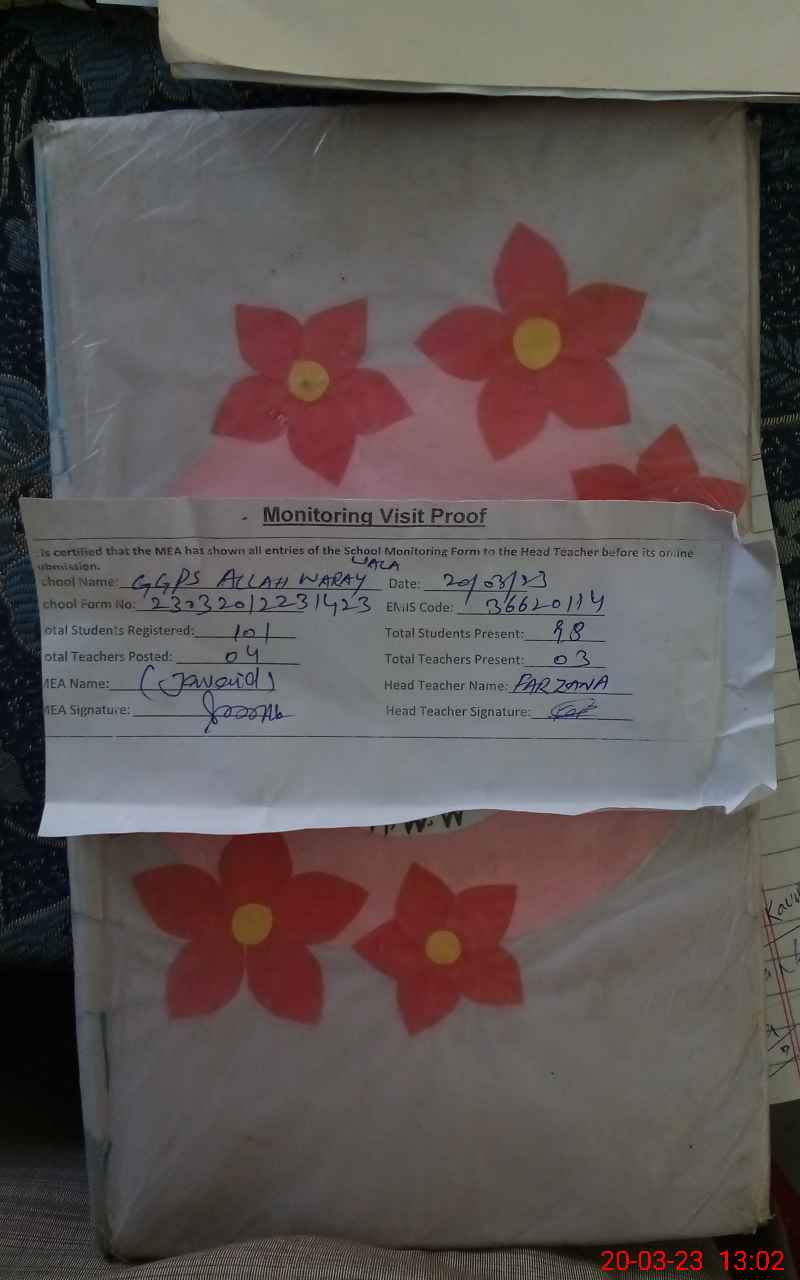 Monitoring Visit Proof
is certified that the MEA has shown all entries of the School Monitoring Form to the Head Teacher before its online
ubmission.
chool Name: GGPS ALLAH WARAY WALA Date: 20/03/23
chool Form No: 23032012231423 EMIS Code: 36620114
otal Students Registered: 101 Total Students Present: 98
otal Teachers Posted: 04 Total Teachers Present: 03
MEA Name: (Javaid) Head Teacher Name: FARZANA
MEA Signature: Head Teacher Signature:
W.W
20-03-23 13:02